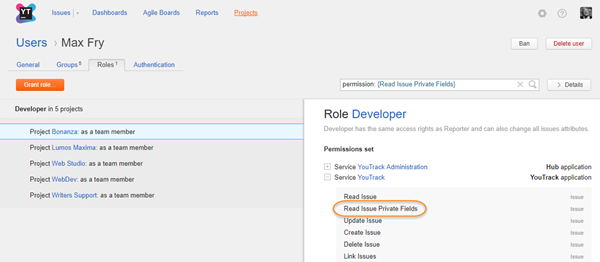 YT
Issues | Dashboards Agile Boards Reports Projects
Users › Max Fry
Ban Delete user
General Groups 5 Roles 1 Authentication
Grant role... permission: {Read Issue Private Fields} Details
Developer in 5 projects
Project Bonanza: as a team member
Project Lumos Maxima: as a team member
Project Web Studio: as a team member
Project WebDev: as a team member
Project Writers Support: as a team member
Role Developer
Developer has the same access rights as Reporter and can also change all issues attributes.
Permissions set
Service YouTrack Administration Hub application
Service YouTrack YouTrack application
Read Issue Issue
Read Issue Private Fields Issue
Update Issue Issue
Create Issue Issue
Delete Issue Issue
Link Issues Issue